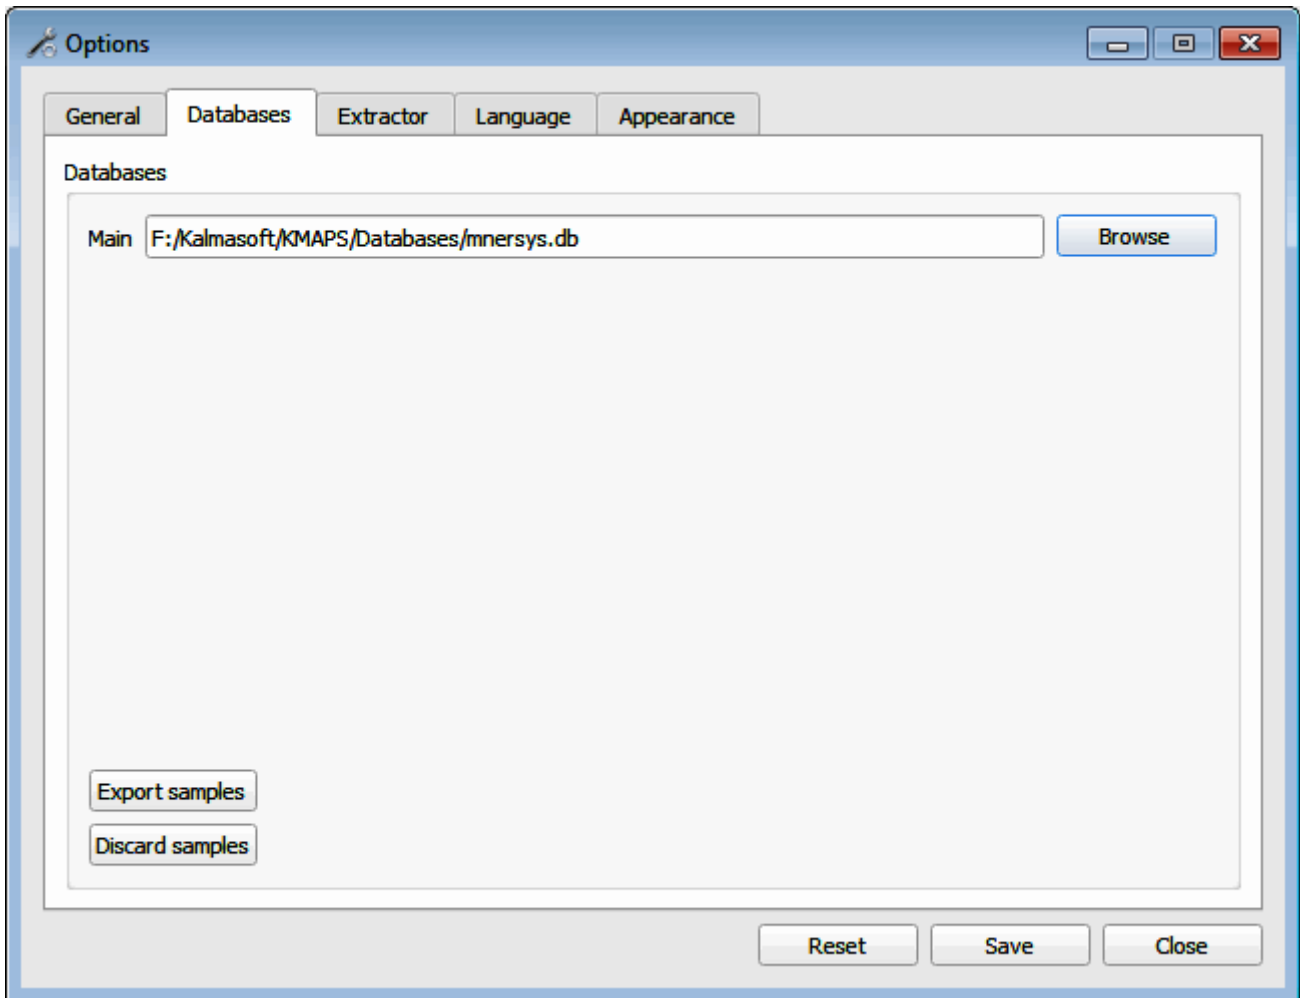 Options
General Databases Extractor Language Appearance
Databases
Main F:/Kalmasoft/KMAPS/Databases/mnersys.db Browse
Export samples
Discard samples
Reset Save Close